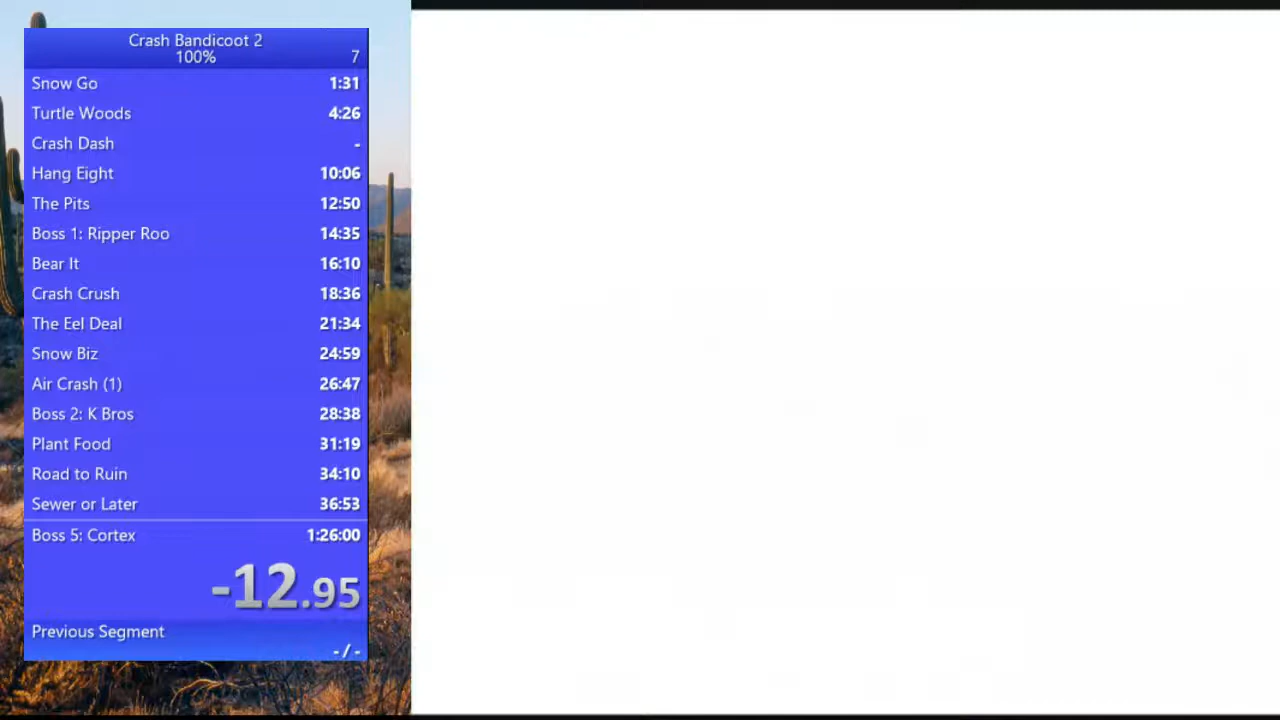 Crash Bandicoot 2
100% 7
Snow Go 1:31
Turtle Woods 4:26
Crash Dash -
Hang Eight 10:06
The Pits 12:50
Boss 1: Ripper Roo 14:35
Bear It 16:10
Crash Crush 18:36
The Eel Deal 21:34
Snow Biz 24:59
Air Crash (1) 26:47
Boss 2: K Bros 28:38
Plant Food 31:19
Road to Ruin 34:10
Sewer or Later 36:53
Boss 5: Cortex 1:26:00
-12.95
Previous Segment
- / -